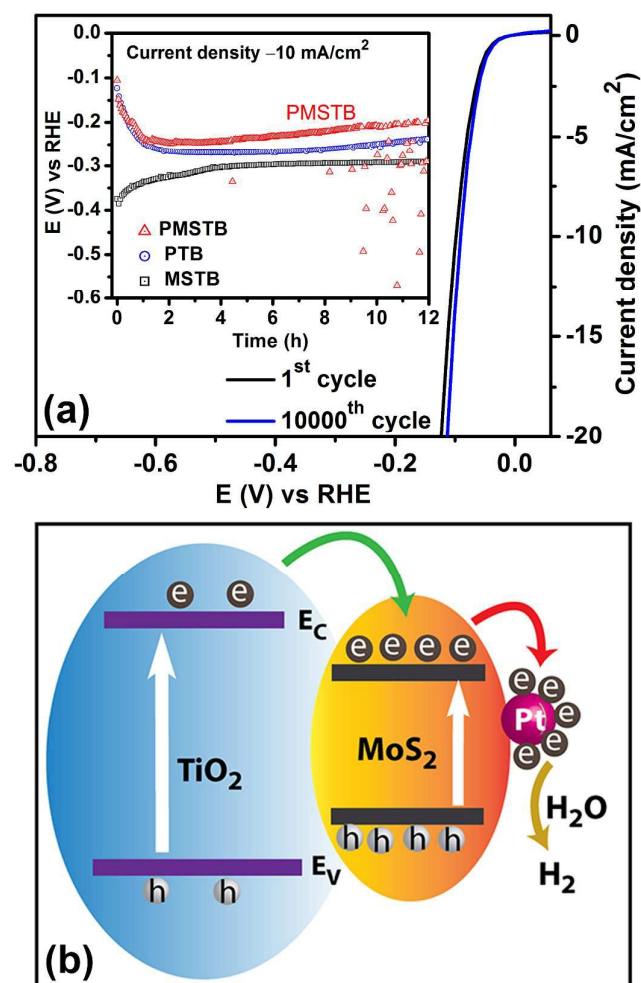 Current density –10 mA/cm²
PMSTB
PMSTB
PTB
MSTB
0.0
-0.1
-0.2
-0.3
-0.4
-0.5
-0.6
E (V) vs RHE
0 2 4 6 8 10 12
Time (h)
1st cycle
10000th cycle
(a)
0
-5
-10
-15
-20
Current density (mA/cm²)
-0.8 -0.6 -0.4 -0.2 0.0
E (V) vs RHE
e e
EC
TiO₂
EV
h h
e e e e
MoS₂
h h h h
e e e e e
Pt
H₂O
H₂
(b)